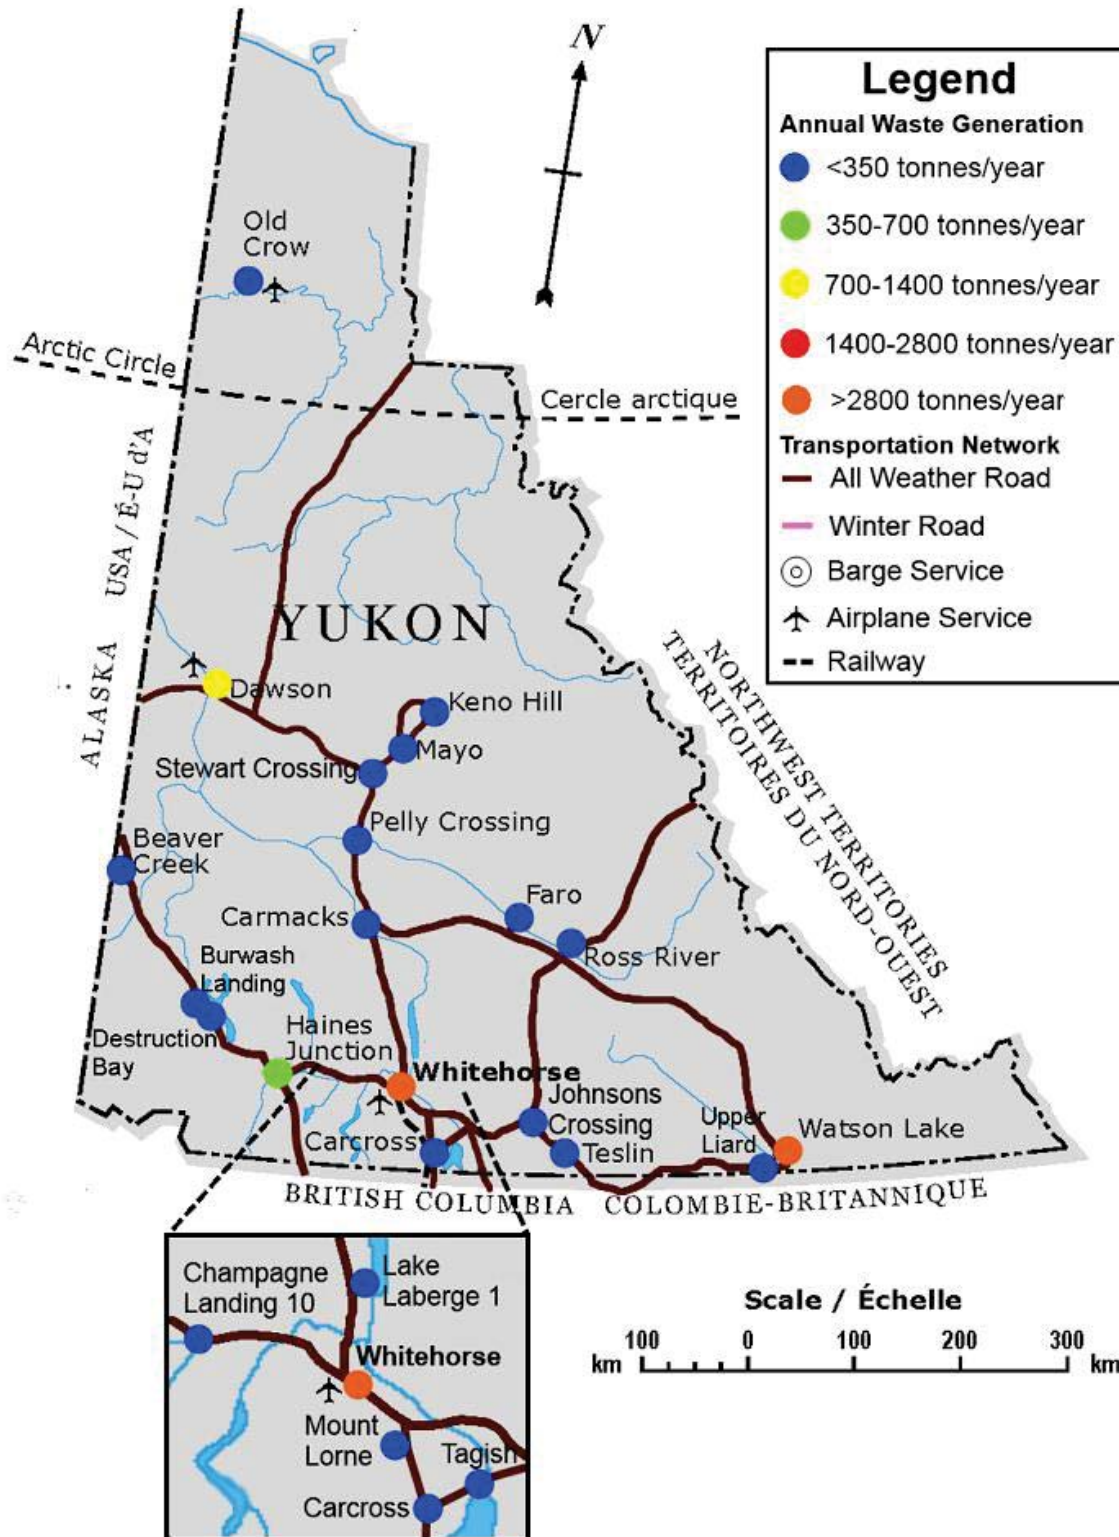 N
Legend
Annual Waste Generation
<350 tonnes/year
350-700 tonnes/year
700-1400 tonnes/year
1400-2800 tonnes/year
>2800 tonnes/year
Transportation Network
All Weather Road
Winter Road
Barge Service
Airplane Service
Railway
Old
Crow
Arctic Circle
Cercle arctique
ALASKA USA / É-U d'A
YUKON
NORTHWEST TERRITORIES
TERRITOIRES DU NORD-OUEST
Dawson
Keno Hill
Mayo
Stewart Crossing
Pelly Crossing
Beaver
Creek
Faro
Carmacks
Ross River
Burwash
Landing
Destruction
Bay
Haines
Junction
Whitehorse
Johnsons
Crossing
Upper
Liard
Watson Lake
Carcross
Teslin
BRITISH COLUMBIA COLOMBIE-BRITANNIQUE
Champagne
Landing 10
Lake
Laberge 1
Whitehorse
Mount
Lorne
Tagish
Carcross
Scale / Échelle
100 0 100 200 300
km km